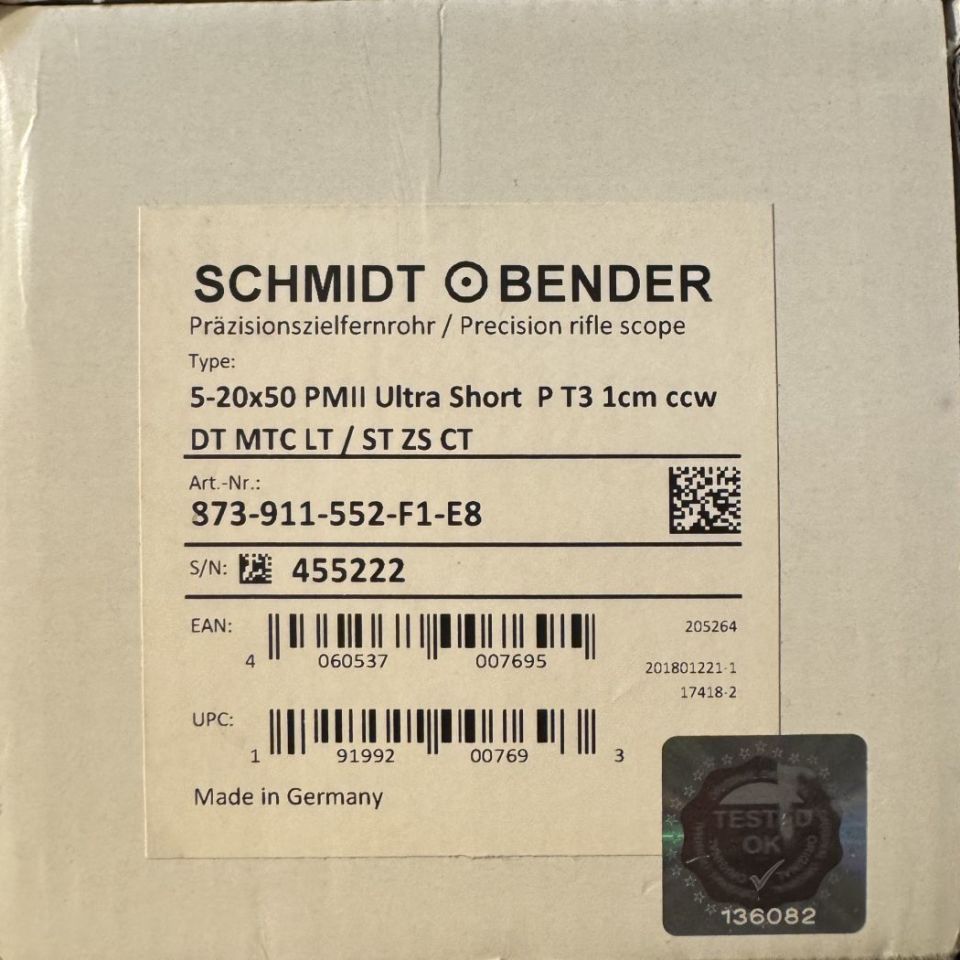 SCHMIDT BENDER
Präzisionszielfernrohr / Precision rifle scope
Type:
5-20x50 PMII Ultra Short P T3 1cm ccw
DT MTC LT / ST ZS CT
Art.-Nr.:
873-911-552-F1-E8
S/N: 455222
EAN:
4 060537 007695
205264
201801221-1
17418-2
UPC:
1 91992 00769 3
Made in Germany
TESTED
OK
136082